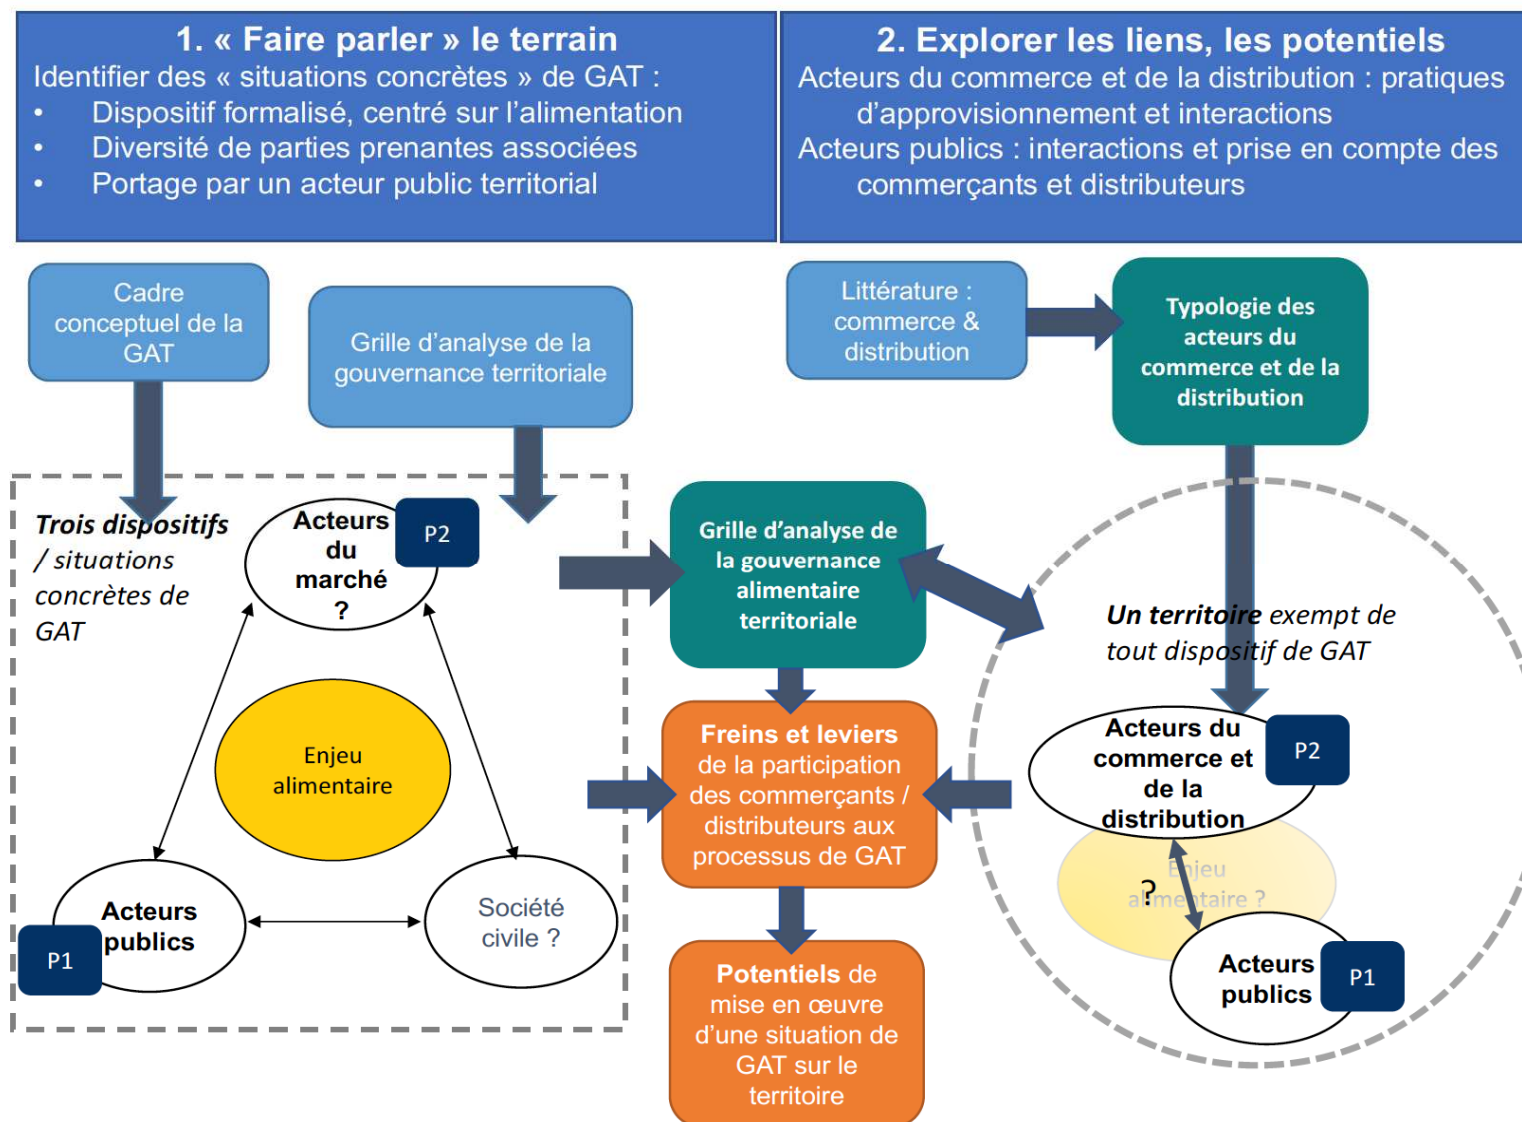 1. « Faire parler » le terrain
Identifier des « situations concrètes » de GAT :
• Dispositif formalisé, centré sur l’alimentation
• Diversité de parties prenantes associées
• Portage par un acteur public territorial
2. Explorer les liens, les potentiels
Acteurs du commerce et de la distribution : pratiques
d’approvisionnement et interactions
Acteurs publics : interactions et prise en compte des
commerçants et distributeurs
Cadre
conceptuel de la
GAT
Grille d’analyse de la
gouvernance territoriale
Littérature :
commerce &
distribution
Typologie des
acteurs du
commerce et de la
distribution
Trois dispositifs
/ situations
concrètes de
GAT
Acteurs
du
marché
?
P2
Enjeu
alimentaire
Acteurs
publics
P1
Société
civile ?
Grille d’analyse de
la gouvernance
alimentaire
territoriale
Freins et leviers
de la participation
des commerçants /
distributeurs aux
processus de GAT
Potentiels de
mise en œuvre
d’une situation de
GAT sur le
territoire
Un territoire exempt de
tout dispositif de GAT
Acteurs du
commerce et
de la
distribution
P2
Enjeu
alimentaire ?
?
Acteurs
publics
P1